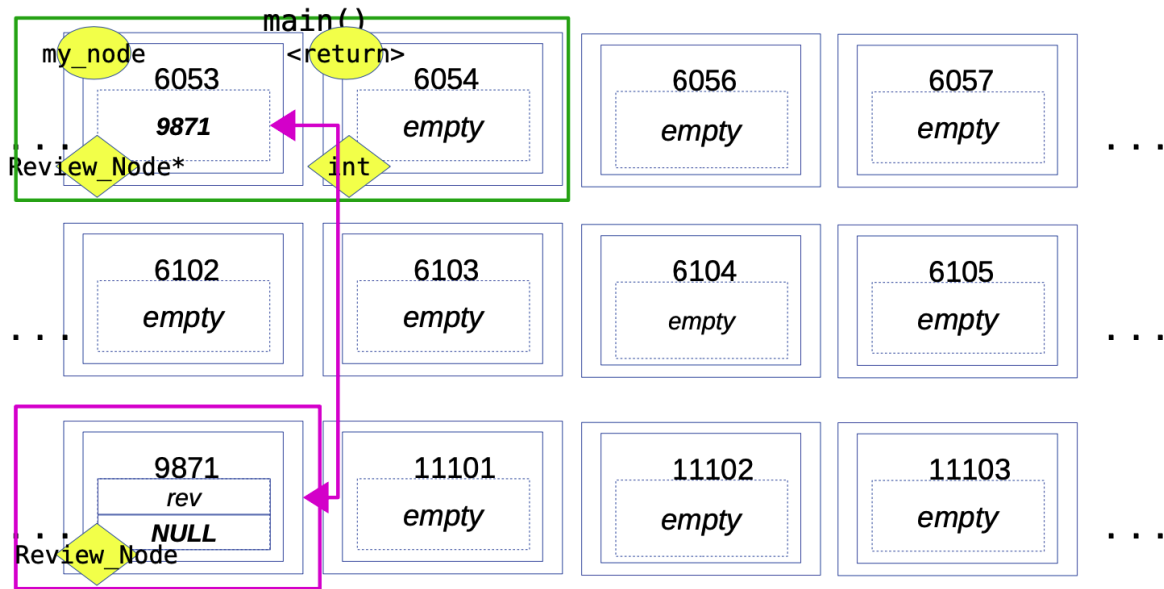 main()
my_node <return>
6053 6054 6056 6057
9871 empty empty empty
... ...
Review_Node* int
6102 6103 6104 6105
empty empty empty empty
... ...
9871 11101 11102 11103
rev
empty empty empty
NULL
... ...
Review_Node